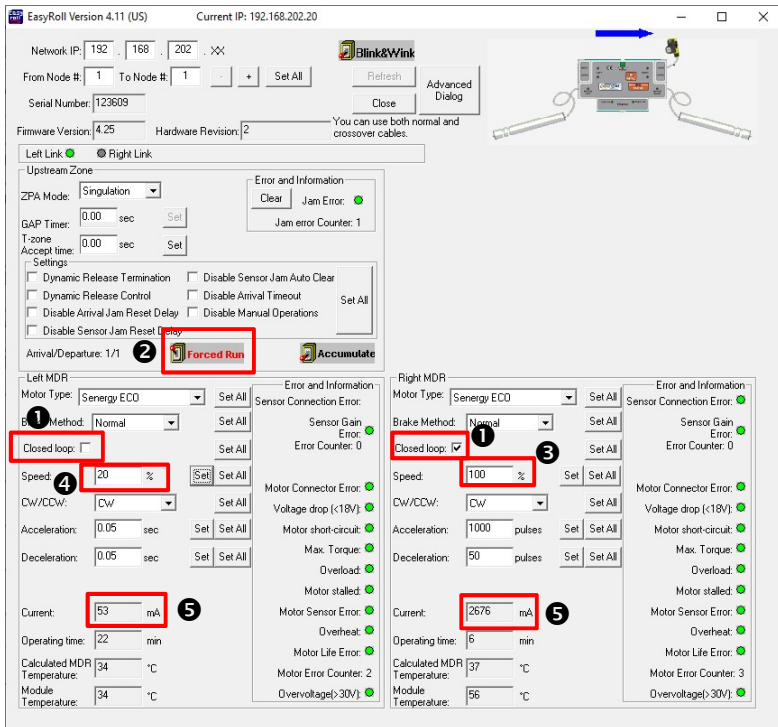 EasyRoll Version 4.11 (US) Current IP: 192.168.202.20
Network IP: 192 . 168 . 202 . XX
Blink&Wink
From Node #: 1 To Node #: 1 - + Set All
Refresh
Advanced
Dialog
Serial Number: 123609
Close
Firmware Version: 4.25 Hardware Revision: 2
You can use both normal and
crossover cables.
Left Link Right Link
Upstream Zone
ZPA Mode: Singulation
GAP Timer: 0.00 sec Set
T-zone
Accept time: 0.00 sec Set
Error and Information
Clear Jam Error:
Jam error Counter: 1
Settings
Dynamic Release Termination Disable Sensor Jam Auto Clear
Dynamic Release Control Disable Arrival Timeout
Disable Arrival Jam Reset Delay Disable Manual Operations
Disable Sensor Jam Reset Delay
Set All
Arrival/Departure: 1/1 2 Forced Run Accumulate
Left MDR
Motor Type: Senergy ECO Set All
Brake Method: Normal Set All
1
Closed loop: Set All
4
Speed: 20 % Set Set All
CW/CCW: CW Set All
Acceleration: 0.05 sec Set Set All
Deceleration: 0.05 sec Set Set All
Current: 53 mA 5
Operating time: 22 min
Calculated MDR
Temperature: 34 °C
Module
Temperature: 34 °C
Error and Information
Sensor Connection Error:
Sensor Gain
Error:
Error Counter: 0
Motor Connector Error:
Voltage drop (<18V):
Motor short-circuit:
Max. Torque:
Overload:
Motor stalled:
Motor Sensor Error:
Overheat:
Motor Life Error:
Motor Error Counter: 2
Overvoltage(>30V):
Right MDR
Motor Type: Senergy ECO Set All
Brake Method: Normal Set All
1
Closed loop: Set All
3
Speed: 100 % Set Set All
CW/CCW: CW Set All
Acceleration: 1000 pulses Set Set All
Deceleration: 50 pulses Set Set All
Current: 2676 mA 5
Operating time: 6 min
Calculated MDR
Temperature: 37 °C
Module
Temperature: 56 °C
Error and Information
Sensor Connection Error:
Sensor Gain
Error:
Error Counter: 0
Motor Connector Error:
Voltage drop (<18V):
Motor short-circuit:
Max. Torque:
Overload:
Motor stalled:
Motor Sensor Error:
Overheat:
Motor Life Error:
Motor Error Counter: 3
Overvoltage(>30V):